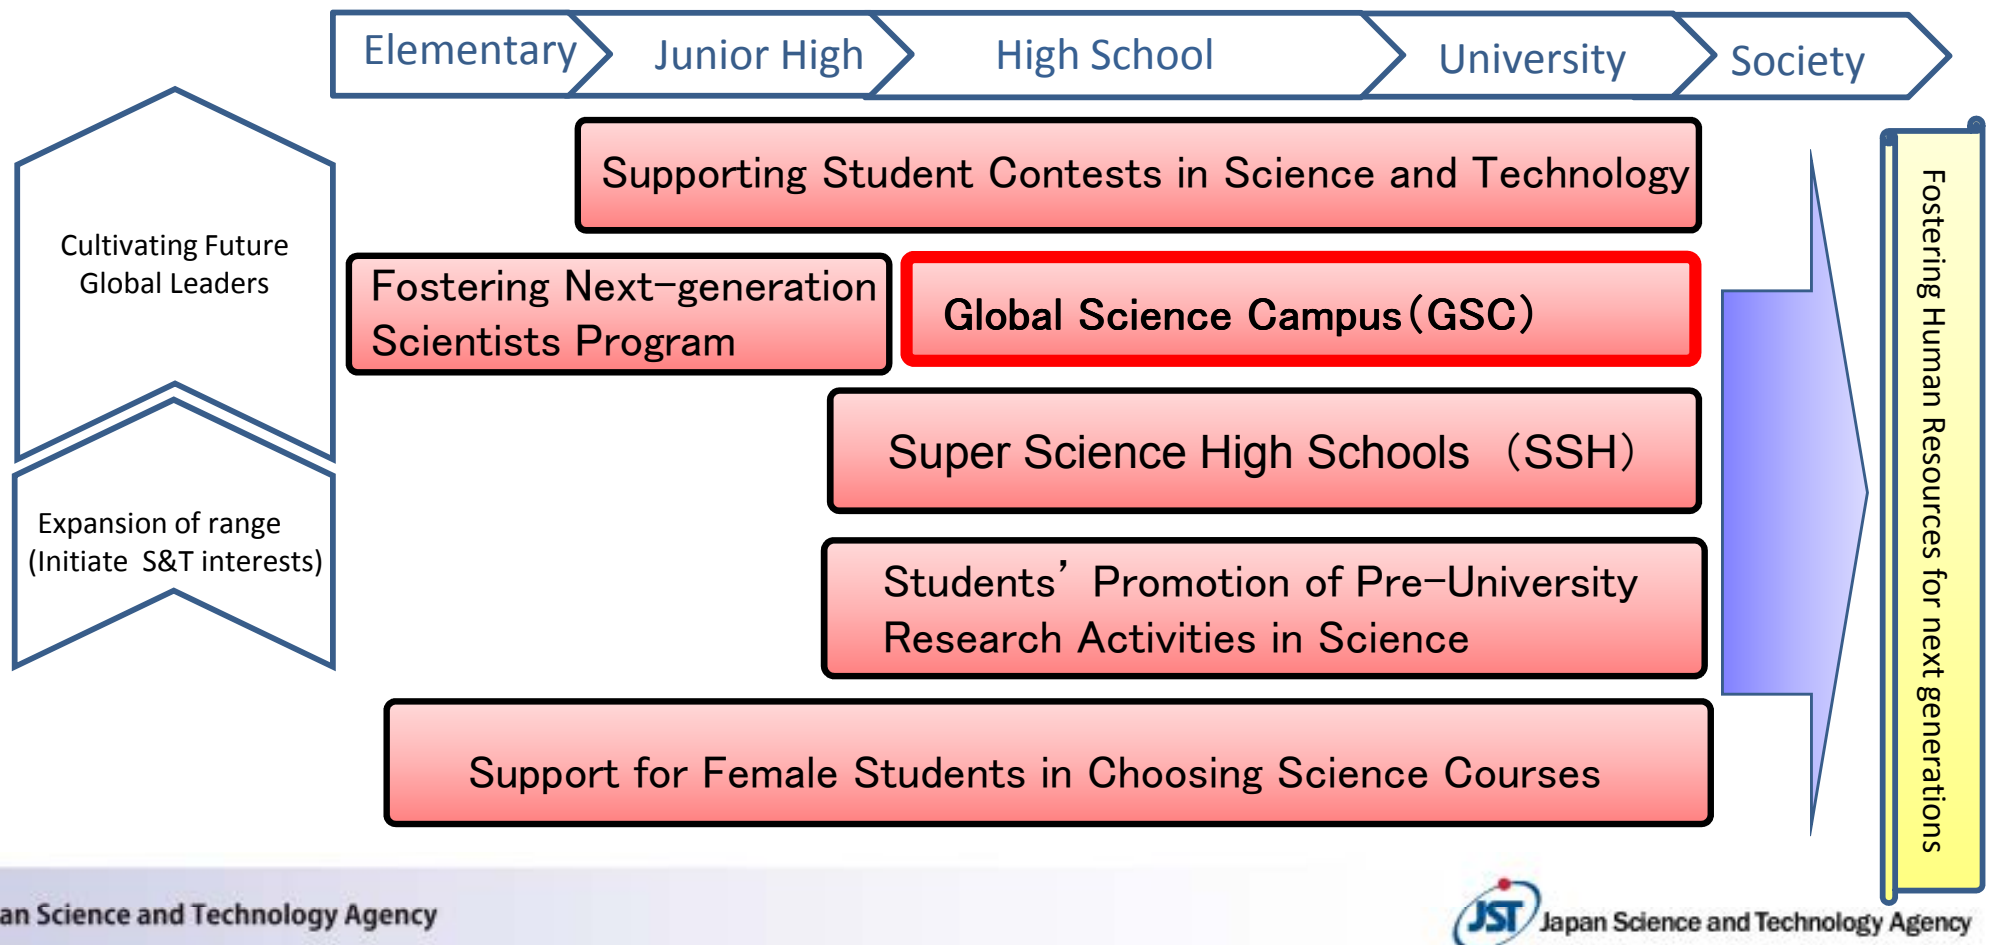 Elementary
Junior High
High School
University
Society
Supporting Student Contests in Science and Technology
Cultivating Future
Global Leaders
Fostering Next-generation
Scientists Program
Global Science Campus(GSC)
Super Science High Schools (SSH)
Expansion of range
(Initiate S&T interests)
Students' Promotion of Pre-University
Research Activities in Science
Support for Female Students in Choosing Science Courses
Fostering Human Resources for next generations
an Science and Technology Agency
JST
Japan Science and Technology Agency